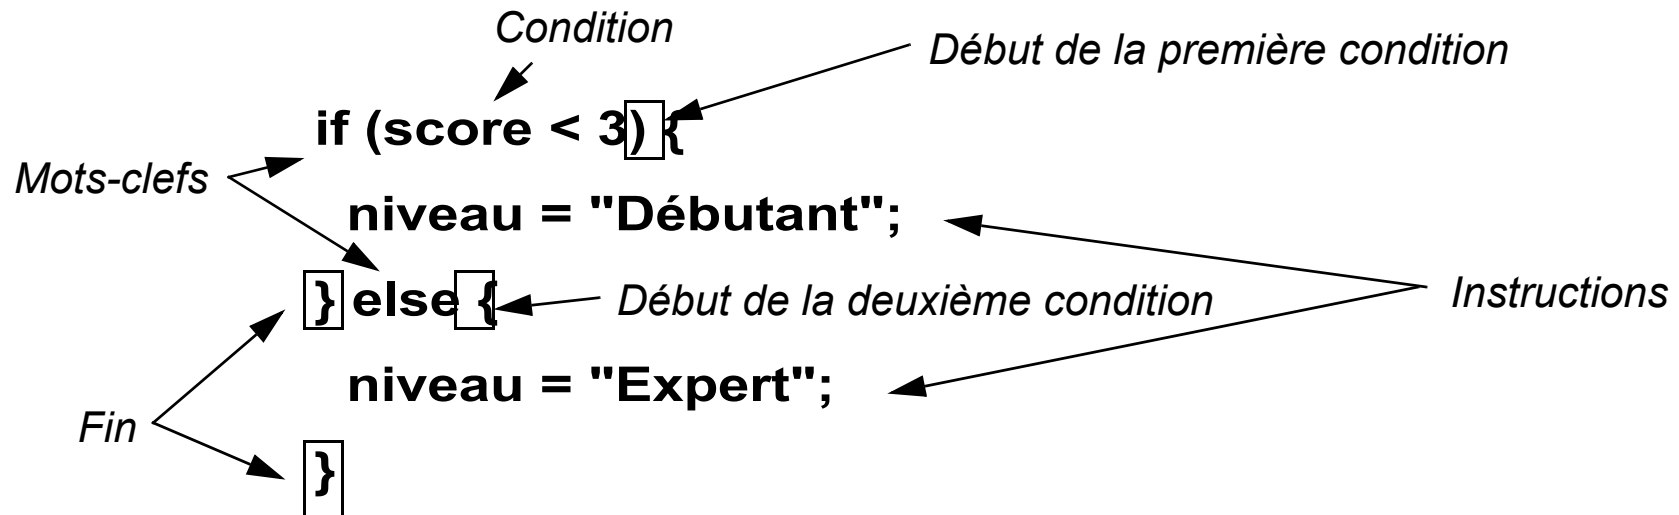 Condition
Début de la première condition
if (score < 3) {
Mots-clefs
niveau = "Débutant";
} else {
Début de la deuxième condition
Instructions
niveau = "Expert";
Fin
}